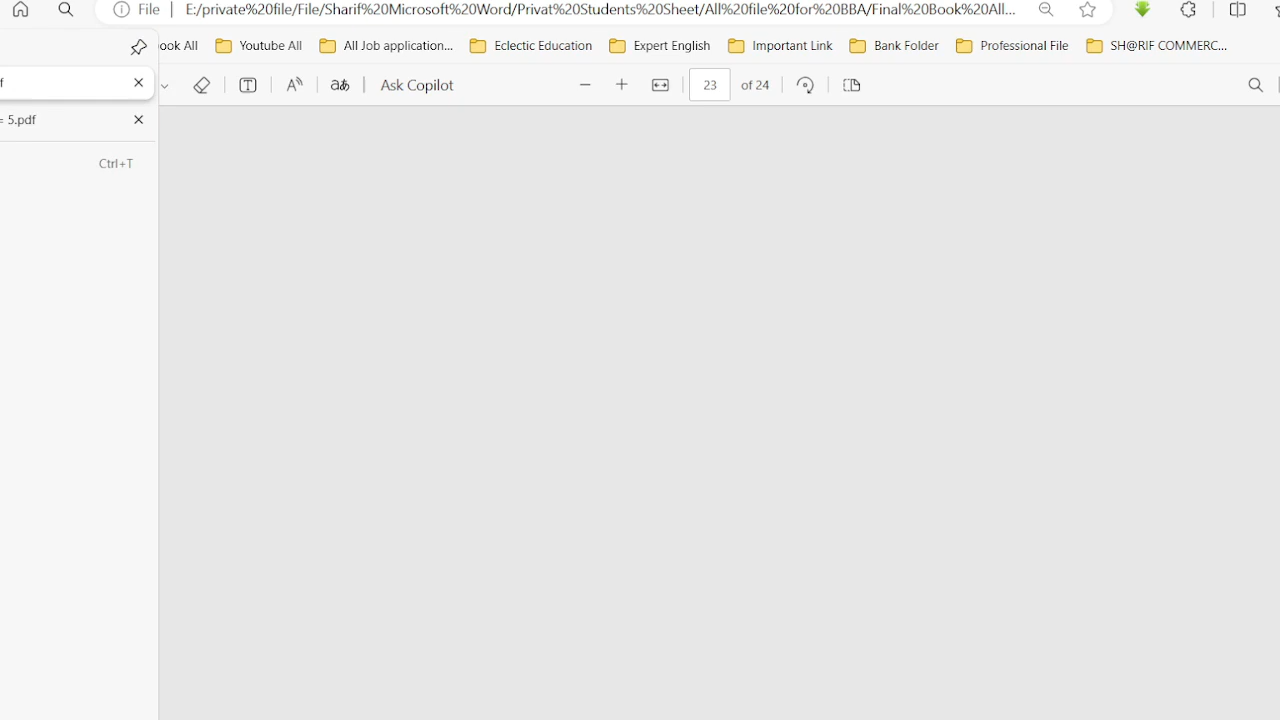 File E:/private%20file/File/Sharif%20Microsoft%20Word/Privat%20Students%20Sheet/All%20file%20for%20BBA/Final%20Book%20All...
ook All Youtube All All Job application... Eclectic Education Expert English Important Link Bank Folder Professional File SH@RIF COMMERC...
f
T A aあ Ask Copilot 23 of 24
= 5.pdf
Ctrl+T